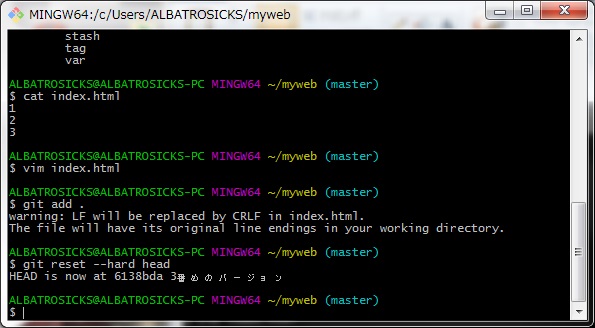 MINGW64:/c/Users/ALBATROSICKS/myweb
stash
tag
var
ALBATROSICKS@ALBATROSICKS-PC MINGW64 ~/myweb (master)
$ cat index.html
1
2
3
ALBATROSICKS@ALBATROSICKS-PC MINGW64 ~/myweb (master)
$ vim index.html
ALBATROSICKS@ALBATROSICKS-PC MINGW64 ~/myweb (master)
$ git add .
warning: LF will be replaced by CRLF in index.html.
The file will have its original line endings in your working directory.
ALBATROSICKS@ALBATROSICKS-PC MINGW64 ~/myweb (master)
$ git reset --hard head
HEAD is now at 6138bda 3番めのバージョン
ALBATROSICKS@ALBATROSICKS-PC MINGW64 ~/myweb (master)
$